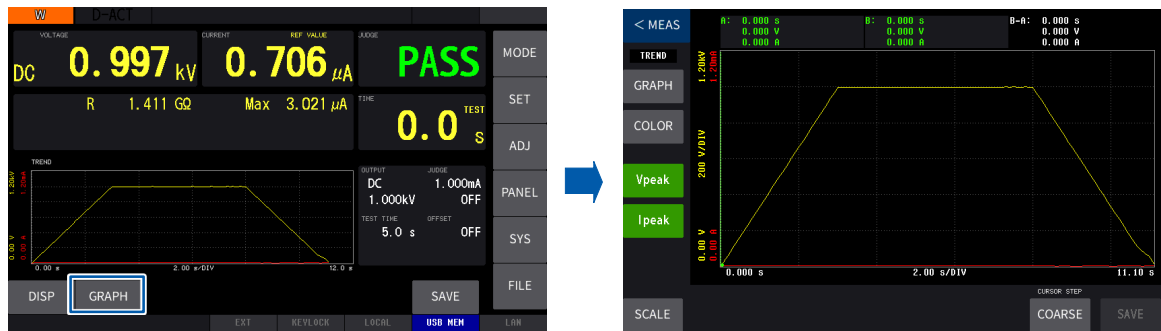 W D-ACT
VOLTAGE CURRENT REF VALUE JUDGE
DC 0.997 kV 0.706 μA PASS
R 1.411 GΩ Max 3.021 μA TIME TEST
0.0 s
TREND
1.20kV
1.20mA
0.00 V
0.00 A
0.00 s 2.00 s/DIV 12.0 s
OUTPUT JUDGE
DC 1.000mA
1.000kV OFF
TEST TIME OFFSET
5.0 s OFF
MODE
SET
ADJ
PANEL
SYS
FILE
DISP GRAPH SAVE
EXT KEYLOCK LOCAL USB MEM LAN
< MEAS
A: 0.000 s B: 0.000 s B-A: 0.000 s
0.000 V 0.000 V 0.000 V
0.000 A 0.000 A 0.000 A
TREND
GRAPH
COLOR
Vpeak
Ipeak
SCALE
1.20kV
1.20mA
200 V/DIV
0.00 V
0.00 A
0.000 s 2.00 S/DIV 11.10 s
CURSOR STEP
COARSE SAVE